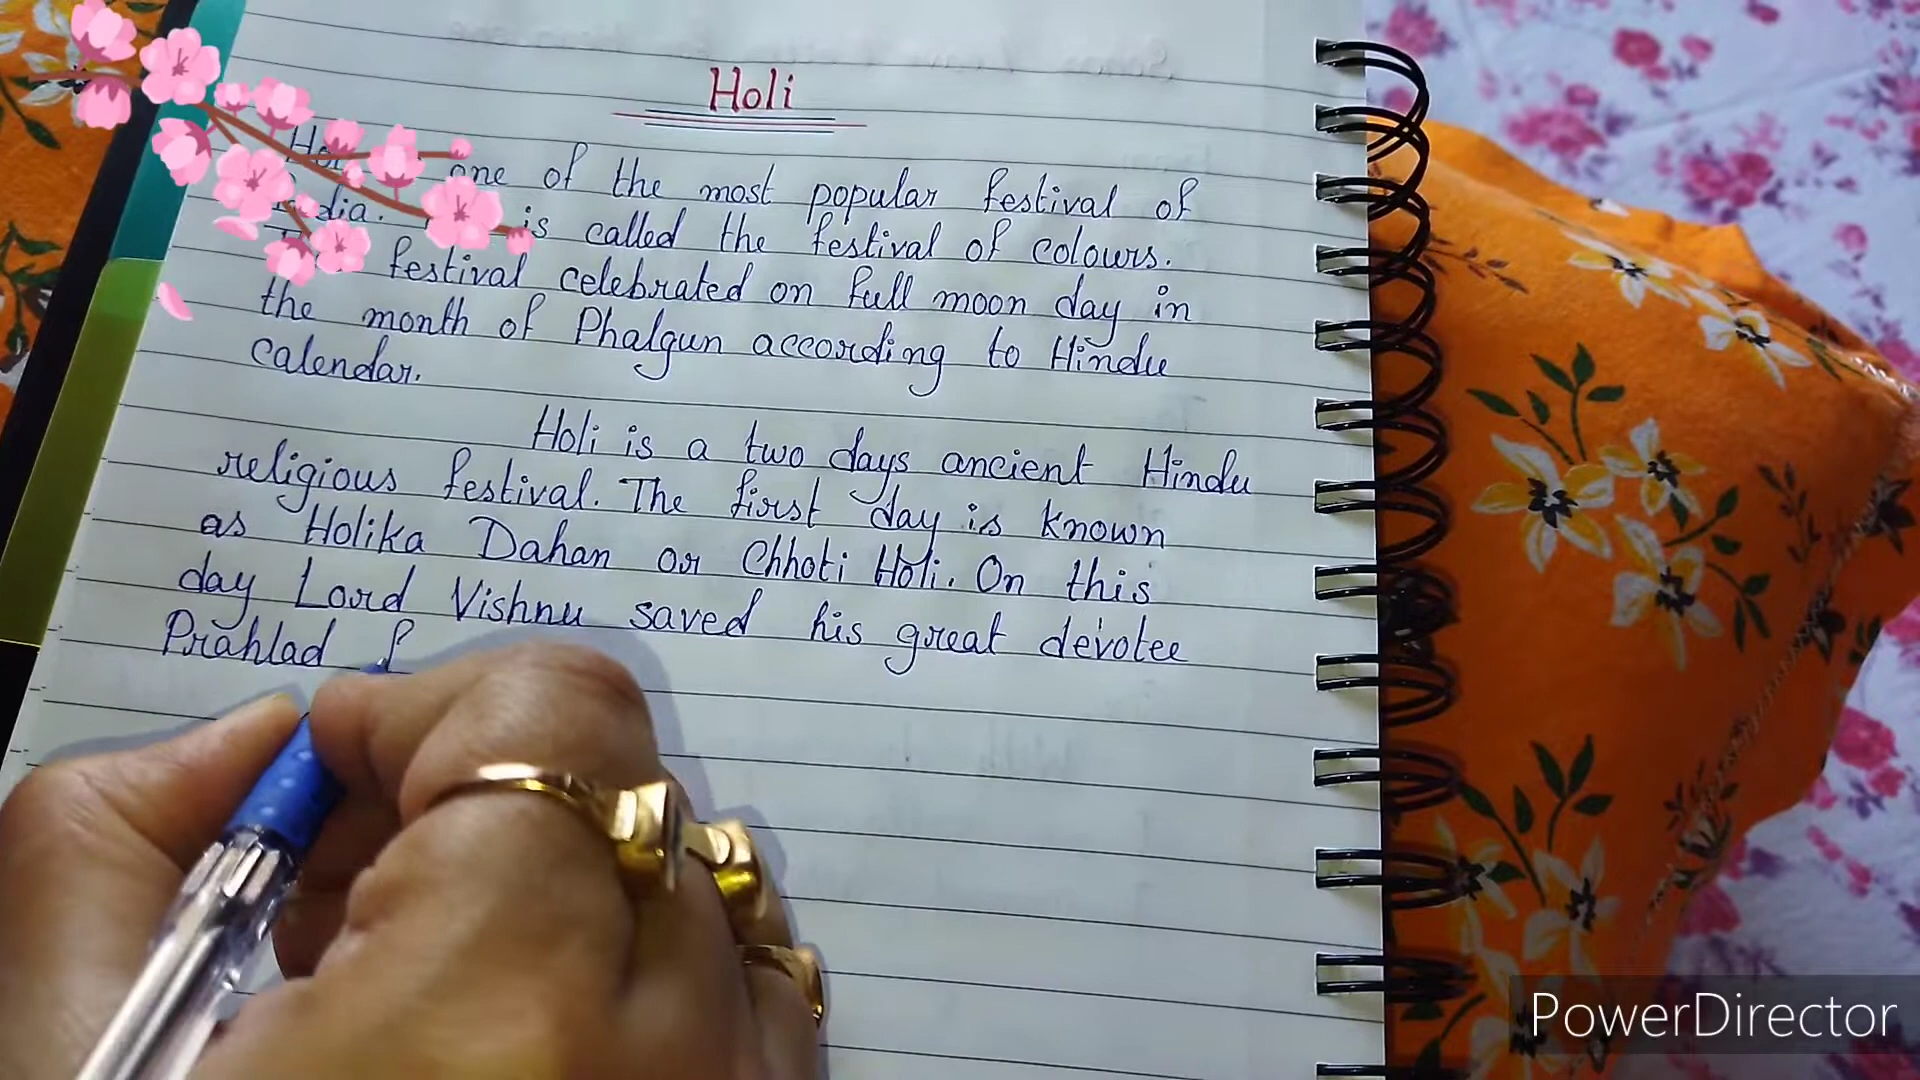 Holi
one of the most popular festival of
India. is called the festival of colours.
festival celebrated on full moon day in
the month of Phalgun according to Hindu
calendar.
Holi is a two days ancient Hindu
religious festival. The first day is known
as Holika Dahan or Chhoti Holi. On this
day Lord Vishnu saved his great devotee
Prahlad f
PowerDirector